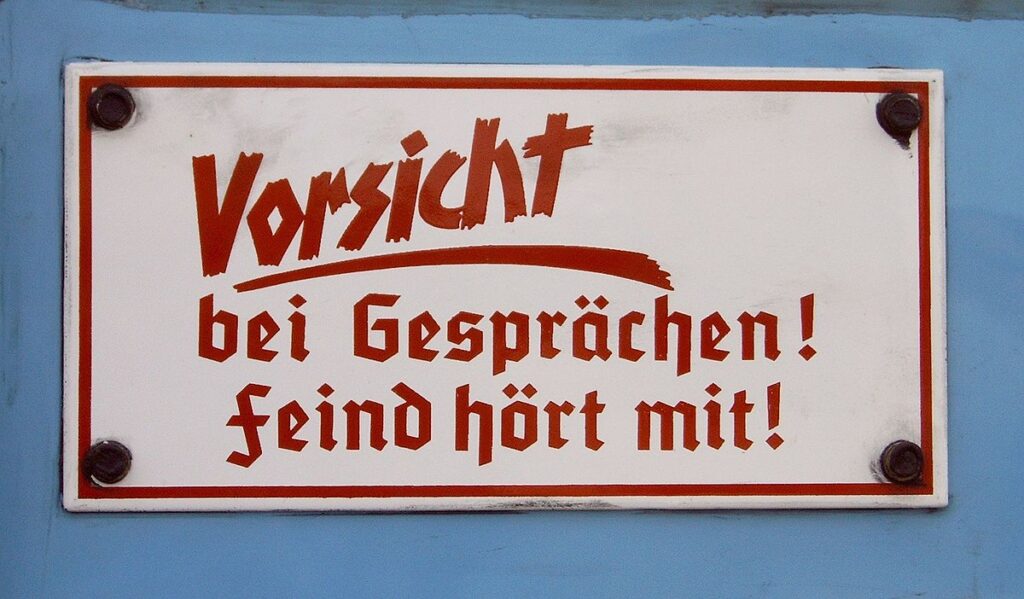 Vorsicht
bei Gesprächen!
Feind hört mit!